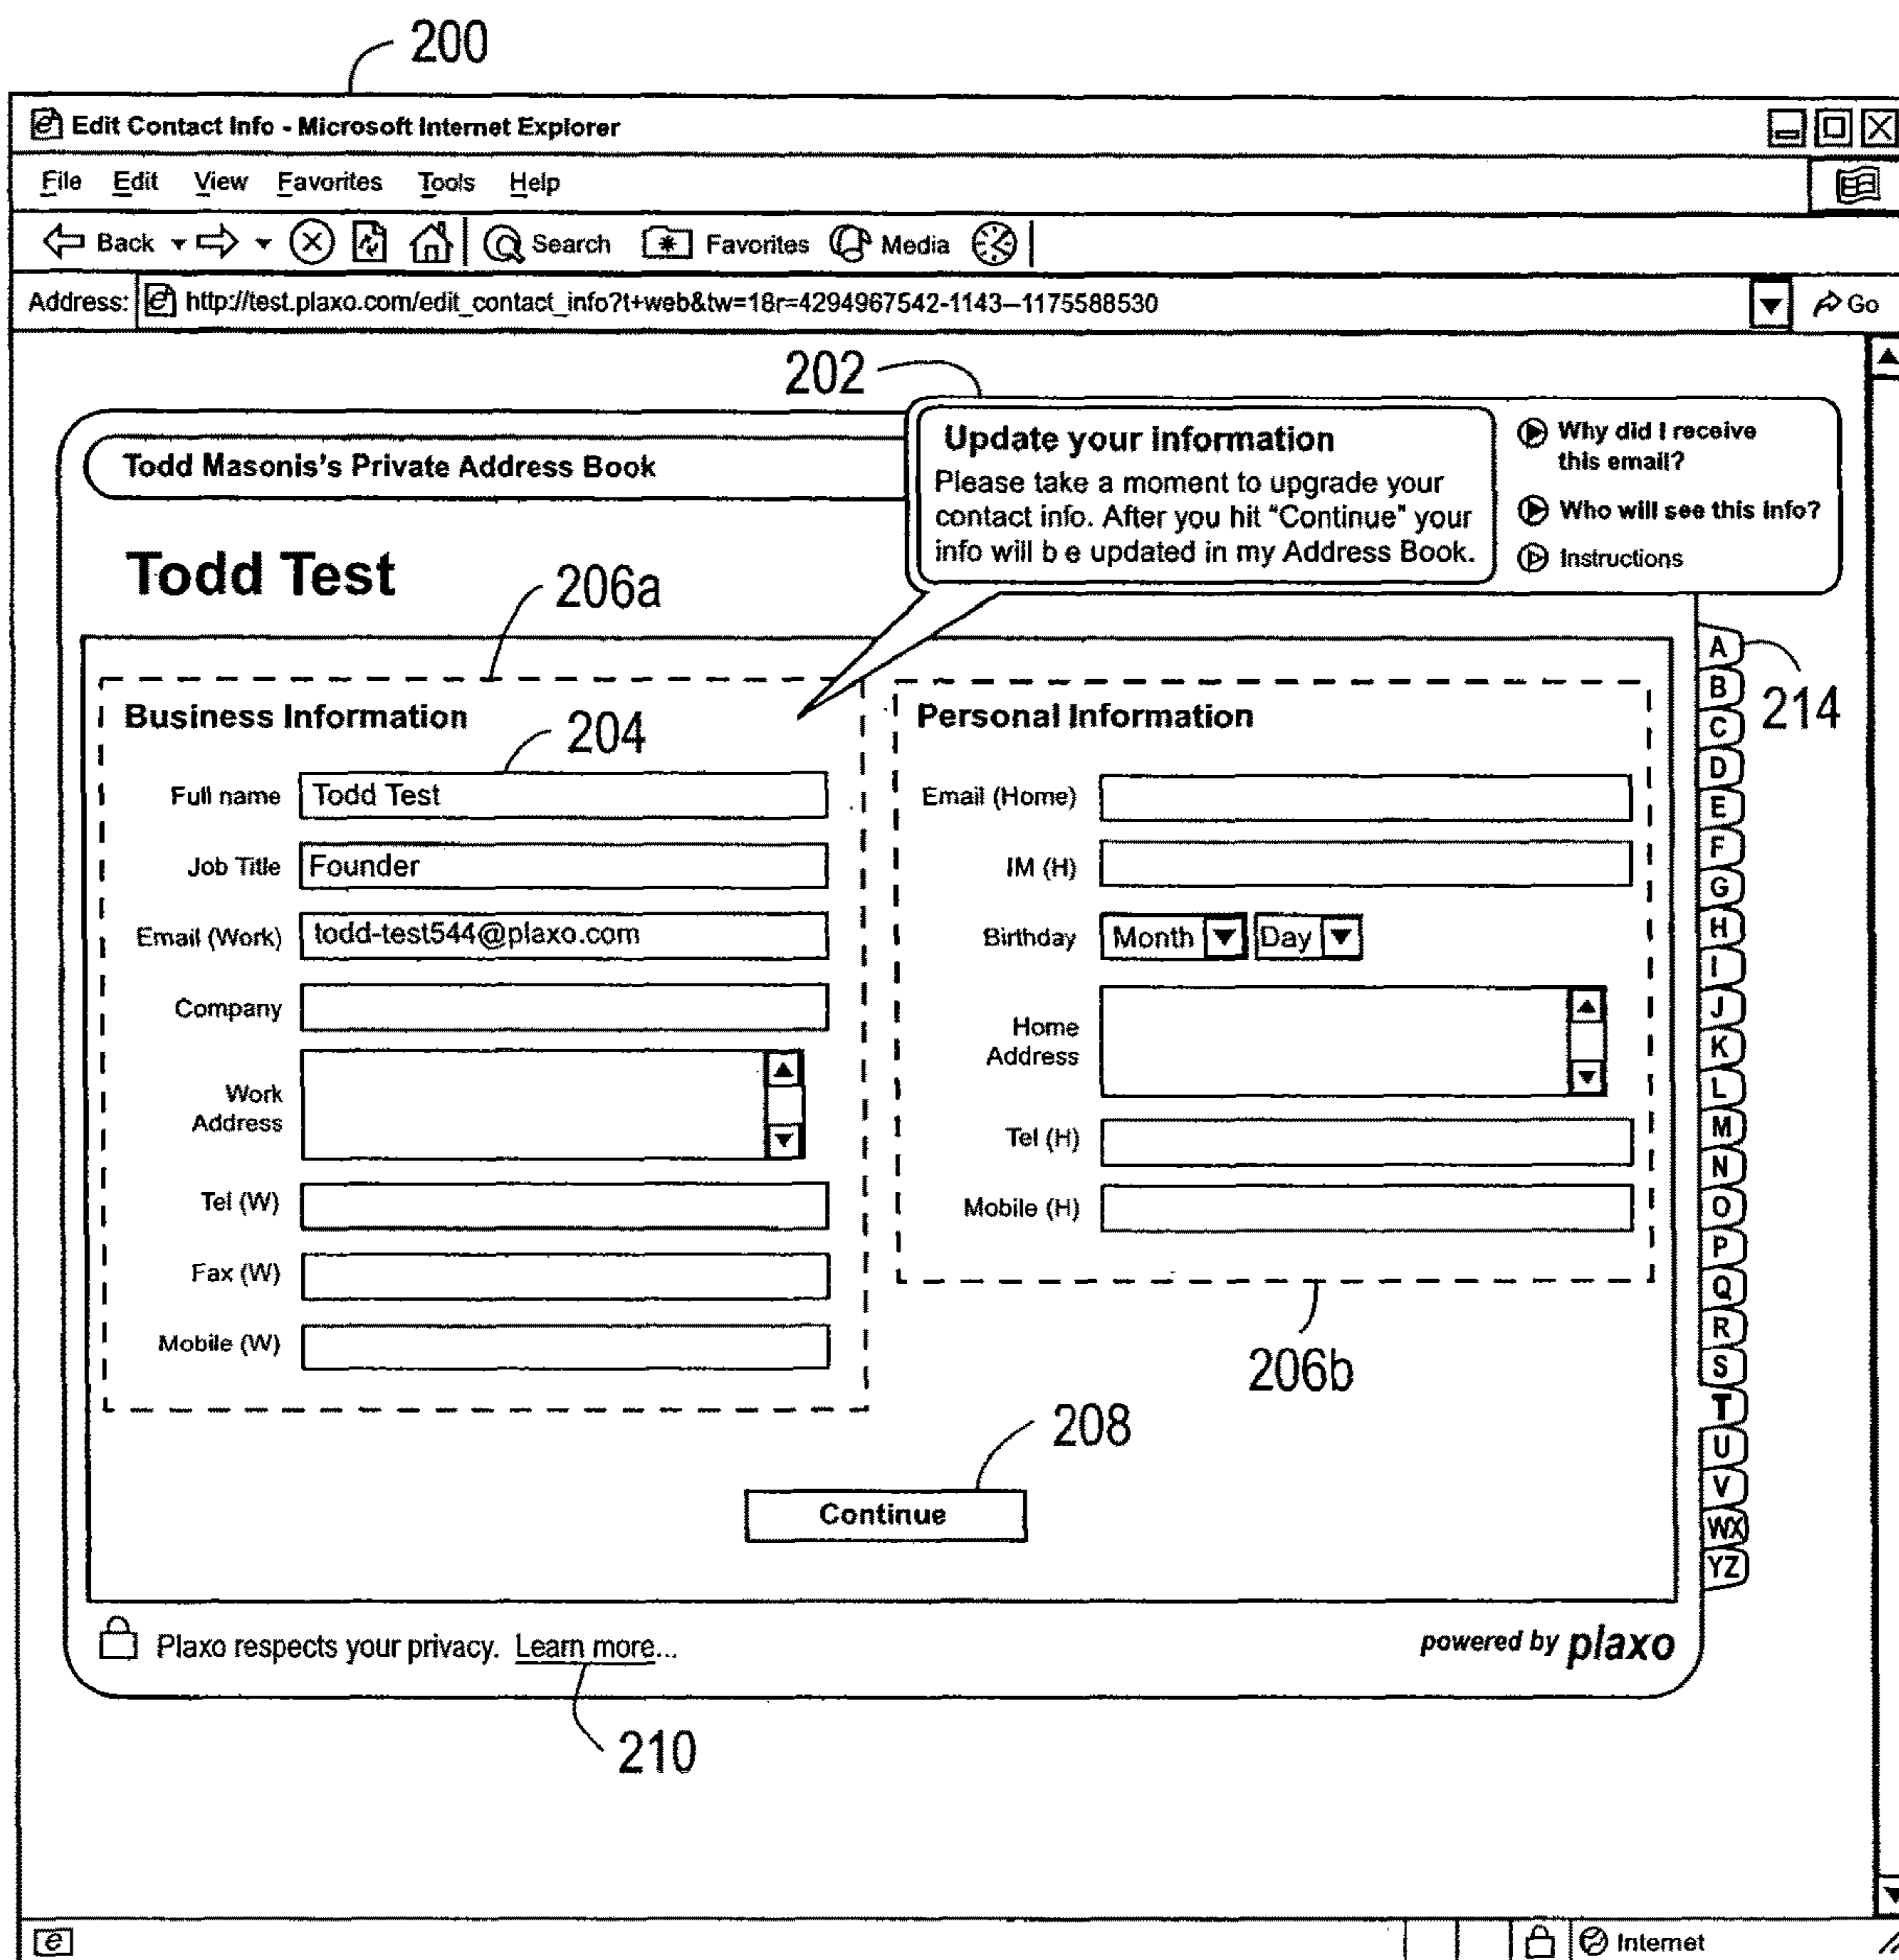 200
Edit Contact Info - Microsoft Internet Explorer
File Edit View Favorites Tools Help
Back Search Favorites Media
Address: http://test.plaxo.com/edit_contact_info?t+web&tw=18r=4294967542-1143--1175588530 Go
202
Todd Masonis's Private Address Book
Update your information
Please take a moment to upgrade your
contact info. After you hit "Continue" your
info will b e updated in my Address Book.
Why did I receive
this email?
Who will see this info?
Instructions
Todd Test
206a
214
Business Information
204
Full name Todd Test
Job Title Founder
Email (Work) todd-test544@plaxo.com
Company
Work
Address
Tel (W)
Fax (W)
Mobile (W)
Personal Information
Email (Home)
IM (H)
Birthday Month Day
Home
Address
Tel (H)
Mobile (H)
206b
A
B
C
D
E
F
G
H
I
J
K
L
M
N
O
P
Q
R
S
T
U
V
WX
YZ
208
Continue
Plaxo respects your privacy. Learn more...
powered by plaxo
210
Internet